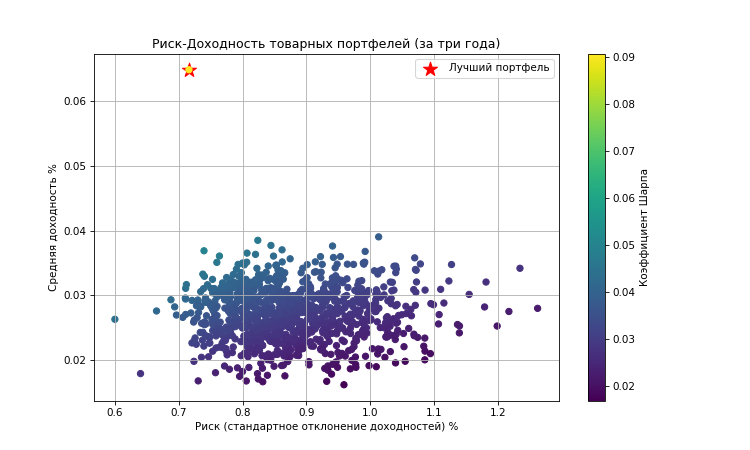 Риск-Доходность товарных портфелей (за три года)
Лучший портфель
Средняя доходность %
0.06
0.05
0.04
0.03
0.02
0.6 0.7 0.8 0.9 1.0 1.1 1.2
Риск (стандартное отклонение доходностей) %
0.09
0.08
0.07
0.06
0.05
0.04
0.03
0.02
Коэффициент Шарпа